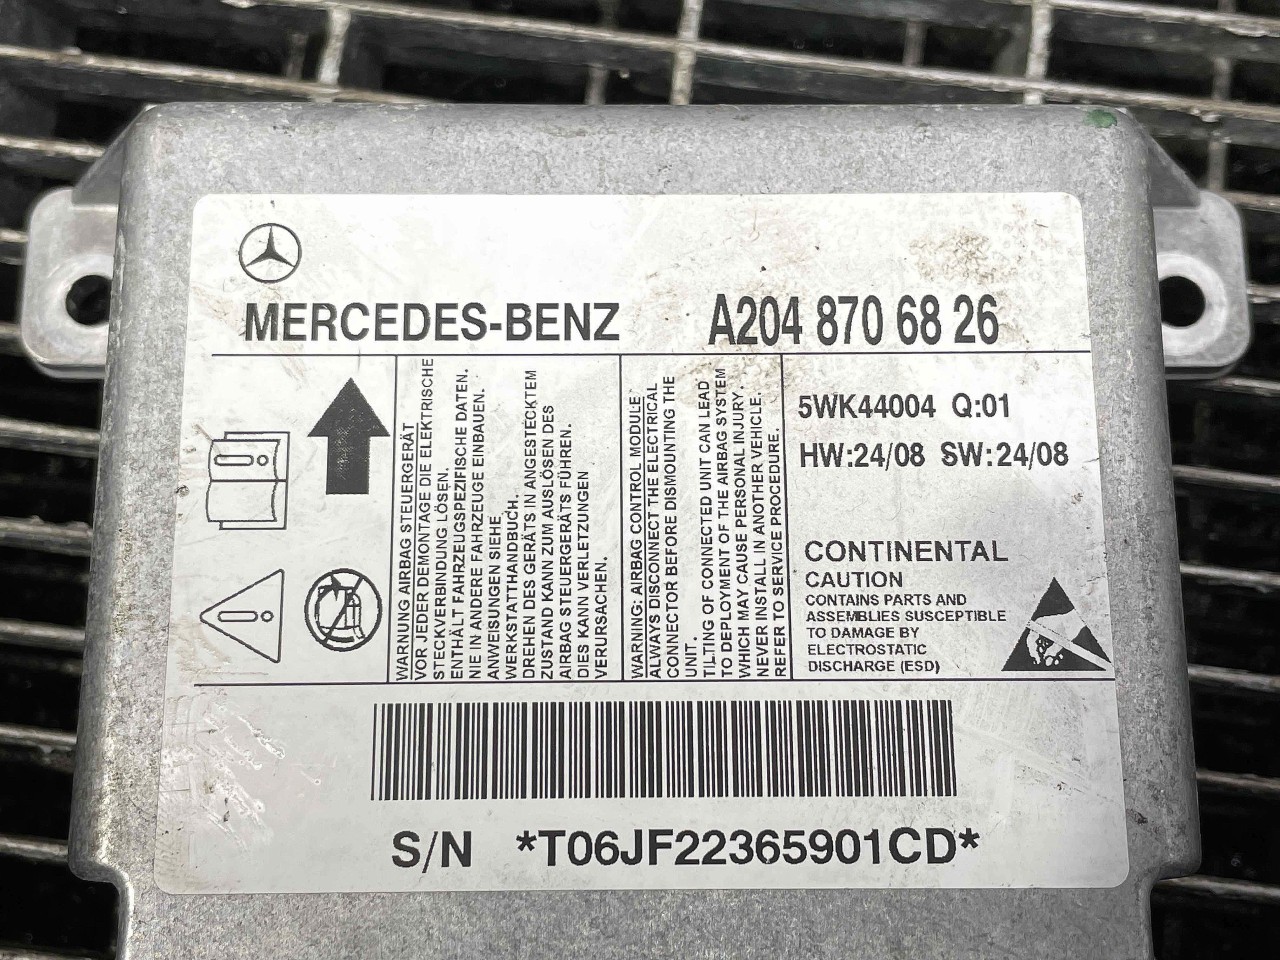 MERCEDES-BENZ
A204 870 68 26
WARNUNG AIRBAG STEUERGERÄT
VOR JEDER DEMONTAGE DIE ELEKTRISCHE
STECKVERBINDUNG LÖSEN.
ENTHÄLT FAHRZEUGSPEZIFISCHE DATEN.
NIE IN ANDERE FAHRZEUGE EINBAUEN.
ANWEISUNGEN SIEHE
WERKSTATTHANDBUCH.
DREHEN DES GERÄTS IN ANGESTECKTEM
ZUSTAND KANN ZUM AUSLÖSEN DES
AIRBAG STEUERGERÄTS FÜHREN.
DIES KANN VERLETZUNGEN
VERURSACHEN.
WARNING: AIRBAG CONTROL MODULE
ALWAYS DISCONNECT THE ELECTRICAL
CONNECTOR BEFORE DISMOUNTING THE
UNIT.
TILTING OF CONNECTED UNIT CAN LEAD
TO DEPLOYMENT OF THE AIRBAG SYSTEM
WHICH MAY CAUSE PERSONAL INJURY.
NEVER INSTALL IN ANOTHER VEHICLE.
REFER TO SERVICE PROCEDURE.
5WK44004 Q:01
HW:24/08 SW:24/08
CONTINENTAL
CAUTION
CONTAINS PARTS AND
ASSEMBLIES SUSCEPTIBLE
TO DAMAGE BY
ELECTROSTATIC
DISCHARGE (ESD)
S/N *T06JF22365901CD*